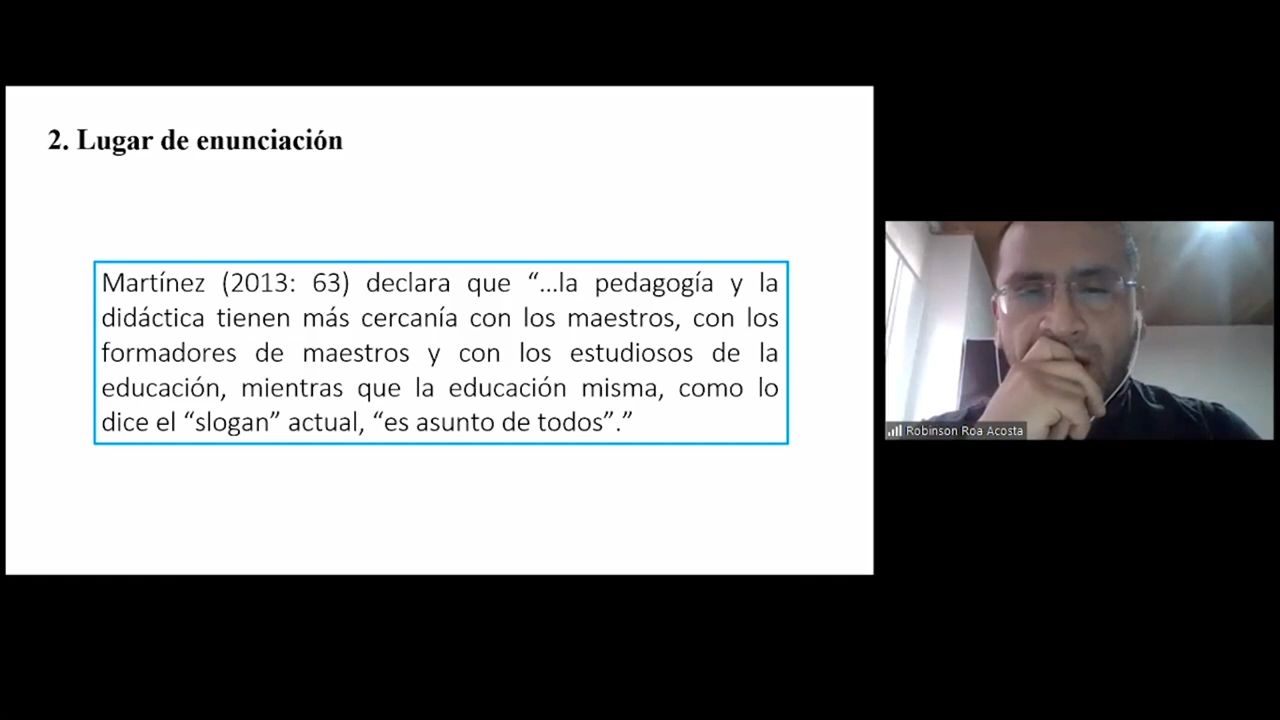 2. Lugar de enunciación
Martínez (2013: 63) declara que “...la pedagogía y la
didáctica tienen más cercanía con los maestros, con los
formadores de maestros y con los estudiosos de la
educación, mientras que la educación misma, como lo
dice el “slogan” actual, “es asunto de todos”.”
Robinson Roa Acosta